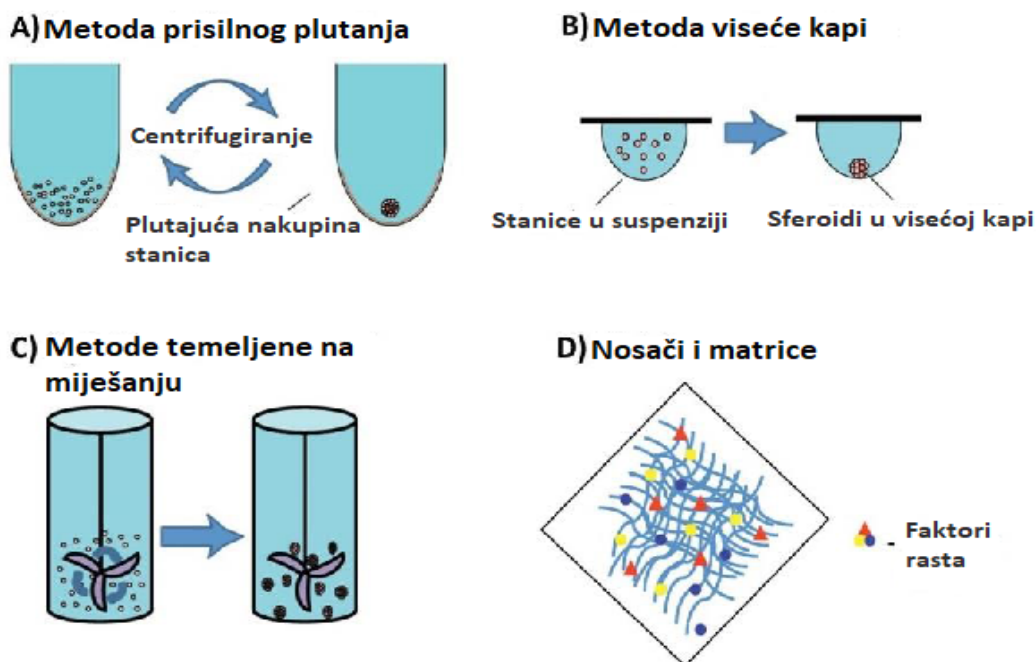 A) Metoda prisilnog plutanja
Centrifugiranje
Plutajuća nakupina
stanica
B) Metoda viseće kapi
Stanice u suspenziji
Sferoidi u visećoj kapi
C) Metode temeljene na
miješanju
D) Nosači i matrice
- Faktori
rasta